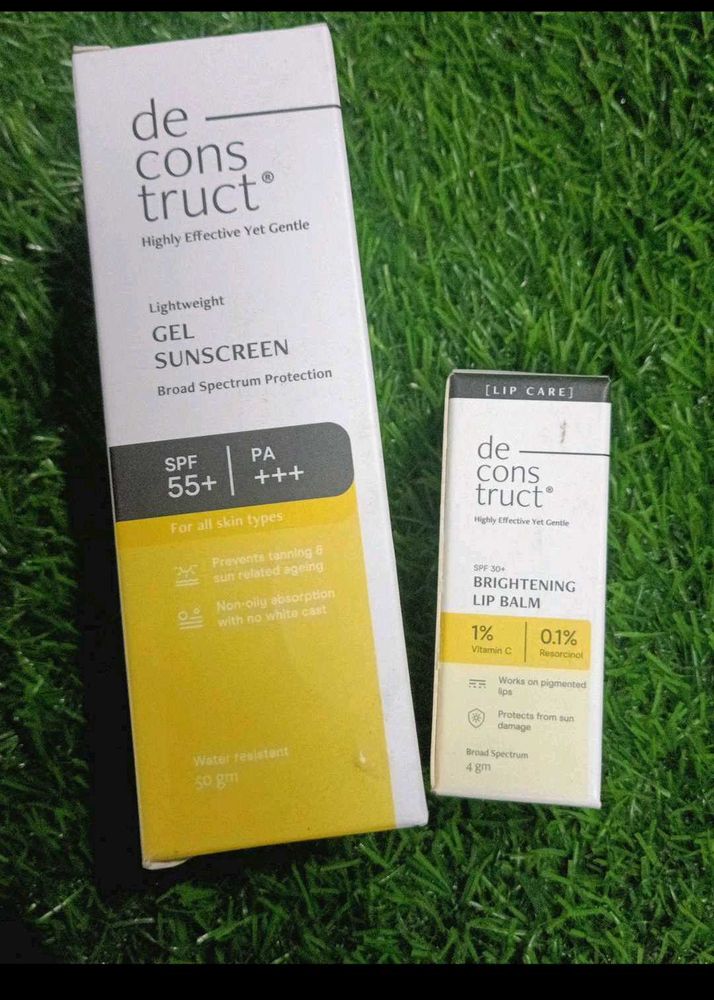 de
cons
truct®
Highly Effective Yet Gentle
Lightweight
GEL
SUNSCREEN
Broad Spectrum Protection
SPF
55+
PA
+++
For all skin types
Prevents tanning &
sun related ageing
Non-oily absorption
with no white cast
Water resistent
50 gm
[LIP CARE]
de
cons
truct®
Highly Effective Yet Gentle
SPF 30+
BRIGHTENING
LIP BALM
1%
Vitamin C
0.1%
Resorcinol
Works on pigmented
lips
Protects from sun
damage
Broad Spectrum
4 gm